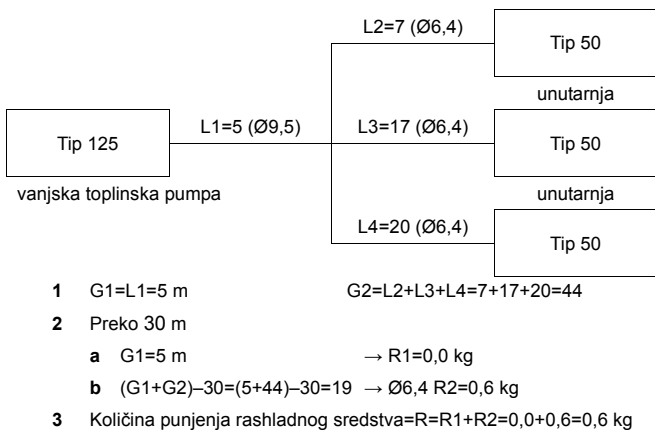 L2=7 (Ø6,4)
Tip 50
unutarnja
Tip 125
L1=5 (Ø9,5)
L3=17 (Ø6,4)
Tip 50
vanjska toplinska pumpa
unutarnja
L4=20 (Ø6,4)
Tip 50
1 G1=L1=5 m G2=L2+L3+L4=7+17+20=44
2 Preko 30 m
a G1=5 m → R1=0,0 kg
b (G1+G2)–30=(5+44)–30=19 → Ø6,4 R2=0,6 kg
3 Količina punjenja rashladnog sredstva=R=R1+R2=0,0+0,6=0,6 kg